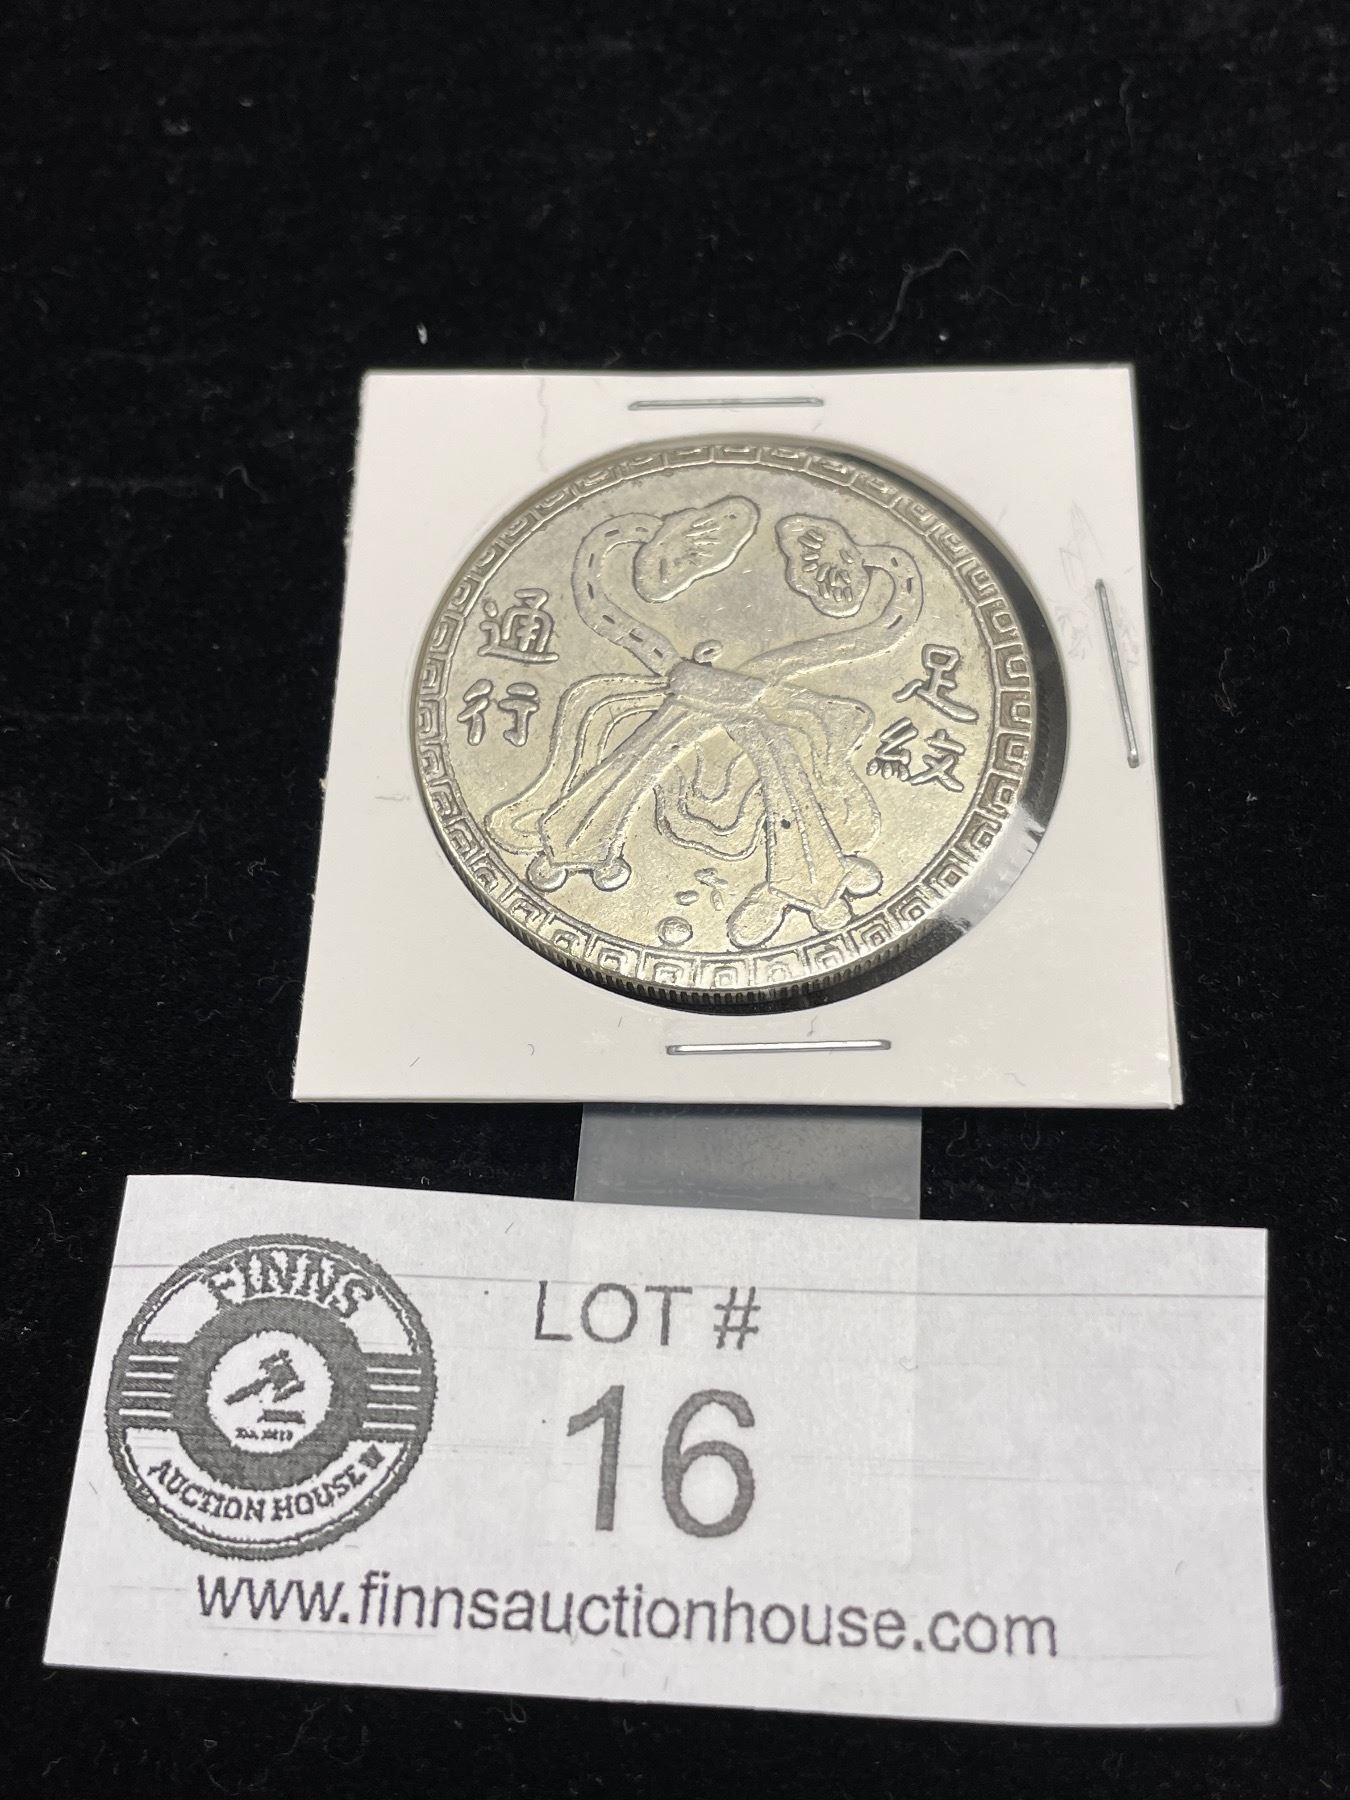 通行
足紋
FINNS
AUCTION HOUSE
LOT #
16
www.finnsauctionhouse.com